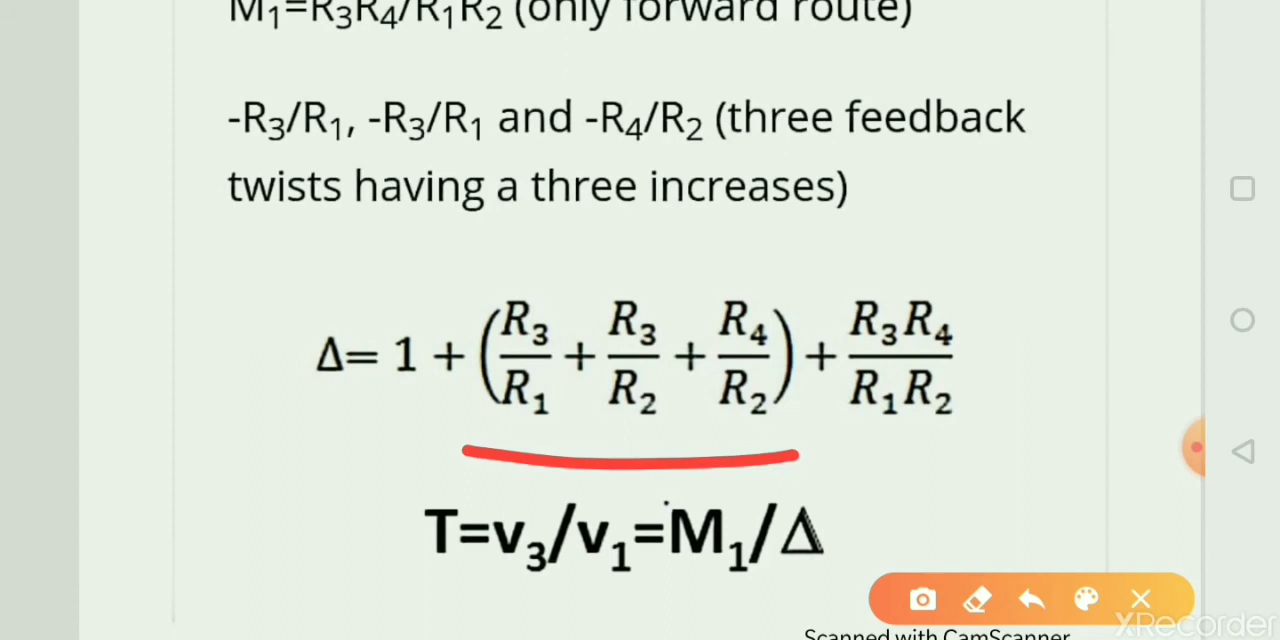 M₁=R₃R₄/R₁R₂ (only forward route)
-R₃/R₁, -R₃/R₁ and -R₄/R₂ (three feedback
twists having a three increases)
Δ= 1 + (R₃/R₁ + R₃/R₂ + R₄/R₂) + R₃R₄/R₁R₂
T=v₃/v₁=M₁/Δ
Scanned with CamScanner
XRecorder